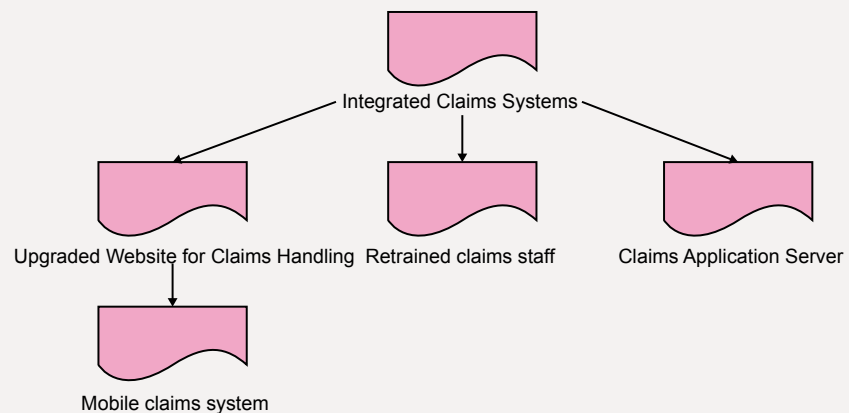 Integrated Claims Systems
Upgraded Website for Claims Handling
Retrained claims staff
Claims Application Server
Mobile claims system